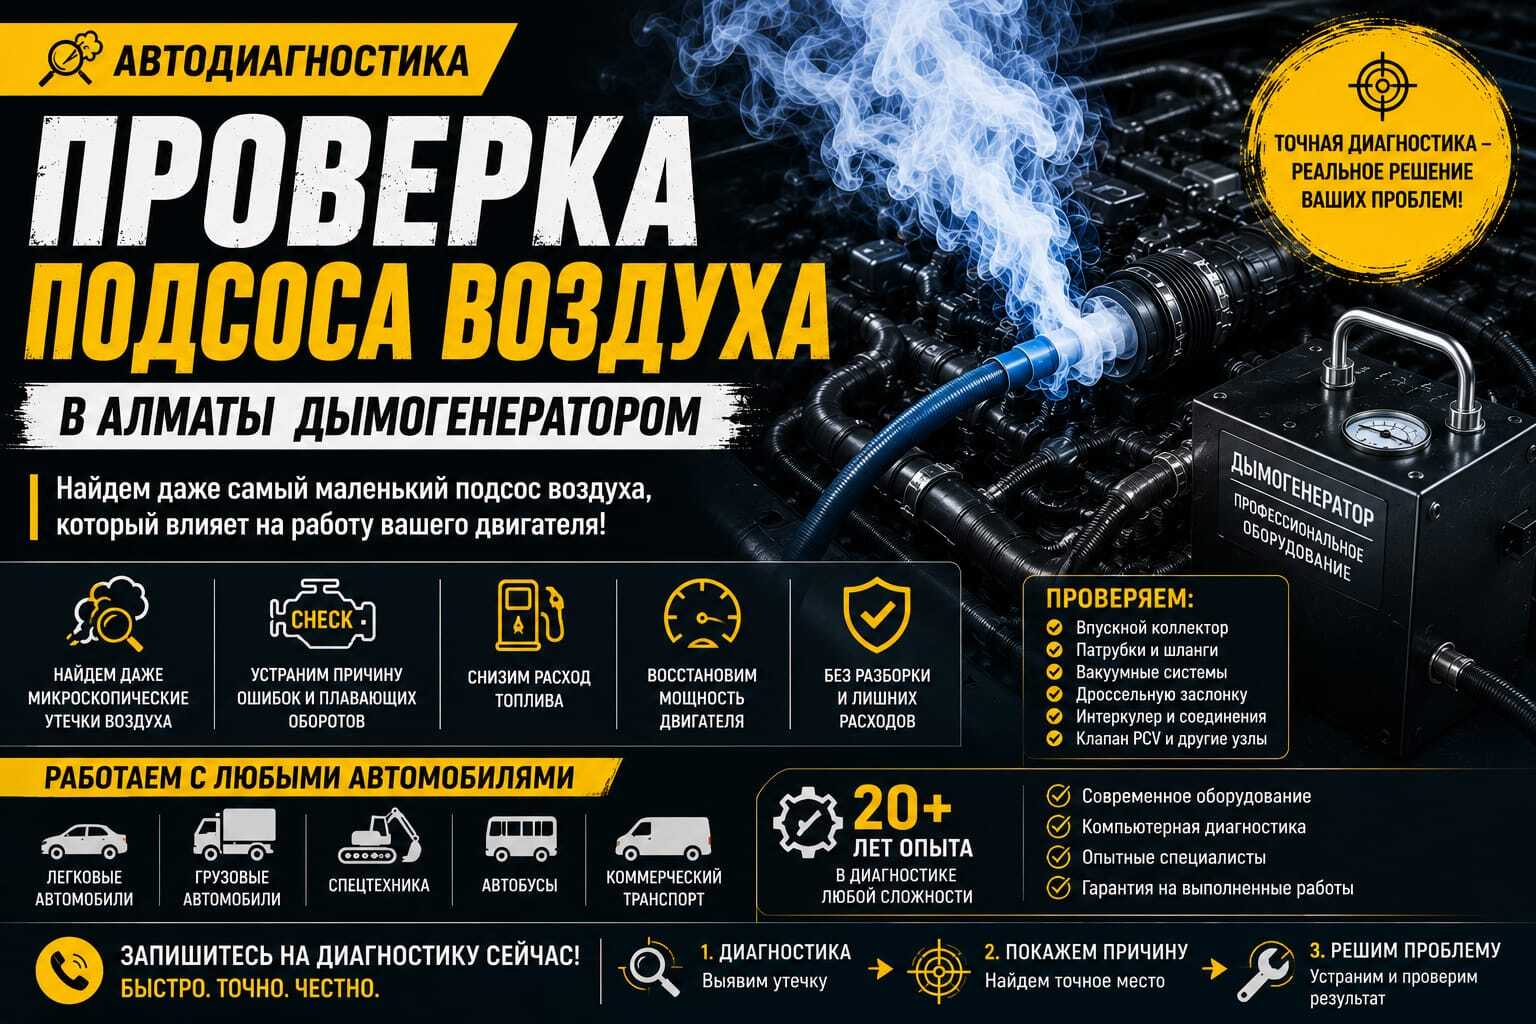 АВТОДИАГНОСТИКА
ПРОВЕРКА
ПОДСОСА ВОЗДУХА
В АЛМАТЫ ДЫМОГЕНЕРАТОРОМ
Найдем даже самый маленький подсос воздуха,
который влияет на работу вашего двигателя!
ТОЧНАЯ ДИАГНОСТИКА –
РЕАЛЬНОЕ РЕШЕНИЕ
ВАШИХ ПРОБЛЕМ!
ДЫМОГЕНЕРАТОР
ПРОФЕССИОНАЛЬНОЕ
ОБОРУДОВАНИЕ
НАЙДЕМ ДАЖЕ
МИКРОСКОПИЧЕСКИЕ
УТЕЧКИ ВОЗДУХА
CHECK
УСТРАНИМ ПРИЧИНУ
ОШИБОК И ПЛАВАЮЩИХ
ОБОРОТОВ
СНИЗИМ РАСХОД
ТОПЛИВА
ВОССТАНОВИМ
МОЩНОСТЬ
ДВИГАТЕЛЯ
БЕЗ РАЗБОРКИ
И ЛИШНИХ
РАСХОДОВ
ПРОВЕРЯЕМ:
Впускной коллектор
Патрубки и шланги
Вакуумные системы
Дроссельную заслонку
Интеркулер и соединения
Клапан PCV и другие узлы
РАБОТАЕМ С ЛЮБЫМИ АВТОМОБИЛЯМИ
ЛЕГКОВЫЕ
АВТОМОБИЛИ
ГРУЗОВЫЕ
АВТОМОБИЛИ
СПЕЦТЕХНИКА
АВТОБУСЫ
КОММЕРЧЕСКИЙ
ТРАНСПОРТ
20+
ЛЕТ ОПЫТА
В ДИАГНОСТИКЕ
ЛЮБОЙ СЛОЖНОСТИ
Современное оборудование
Компьютерная диагностика
Опытные специалисты
Гарантия на выполненные работы
ЗАПИШИТЕСЬ НА ДИАГНОСТИКУ СЕЙЧАС!
БЫСТРО. ТОЧНО. ЧЕСТНО.
1. ДИАГНОСТИКА
Выявим утечку
2. ПОКАЖЕМ ПРИЧИНУ
Найдем точное место
3. РЕШИМ ПРОБЛЕМУ
Устраним и проверим
результат